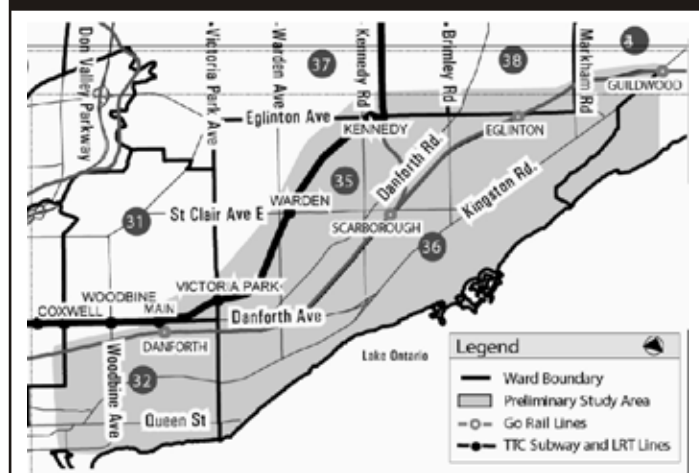 Don Valley Parkway
Victoria Park Ave
Warden Ave
37
Kennedy Rd
Brimley Rd
38
Markham Rd
GUILDWOOD
Eglinton Ave
KENNEDY
EGLINTON
Danforth Rd.
Kingston Rd.
35
31
St Clair Ave E
WARDEN
SCARBOROUGH
36
VICTORIA PARK
WOODBINE
COXWELL
MAIN
Danforth Ave
DANFORTH
Lake Ontario
Woodbine Ave
32
Queen St
Legend
Ward Boundary
Preliminary Study Area
Go Rail Lines
TTC Subway and LRT Lines